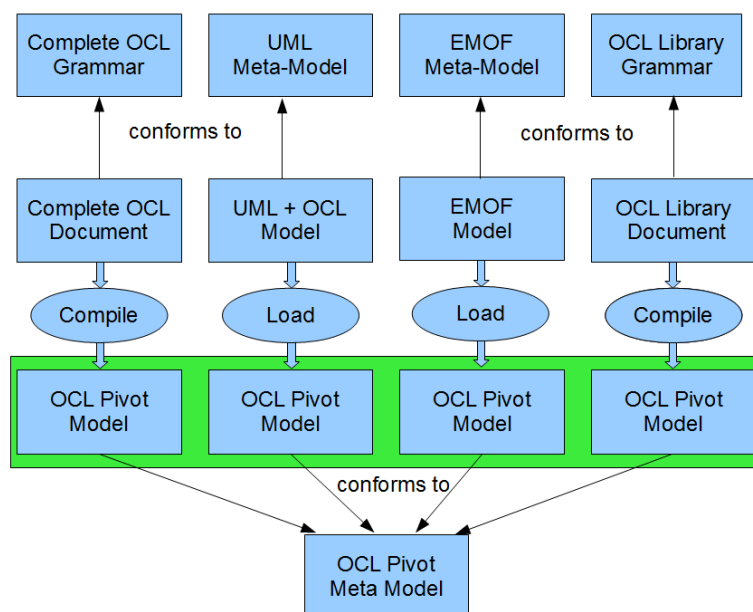 Complete OCL
Grammar
UML
Meta-Model
EMOF
Meta-Model
OCL Library
Grammar
conforms to
conforms to
Complete OCL
Document
UML + OCL
Model
EMOF
Model
OCL Library
Document
Compile
Load
Load
Compile
OCL Pivot
Model
OCL Pivot
Model
OCL Pivot
Model
OCL Pivot
Model
conforms to
OCL Pivot
Meta Model